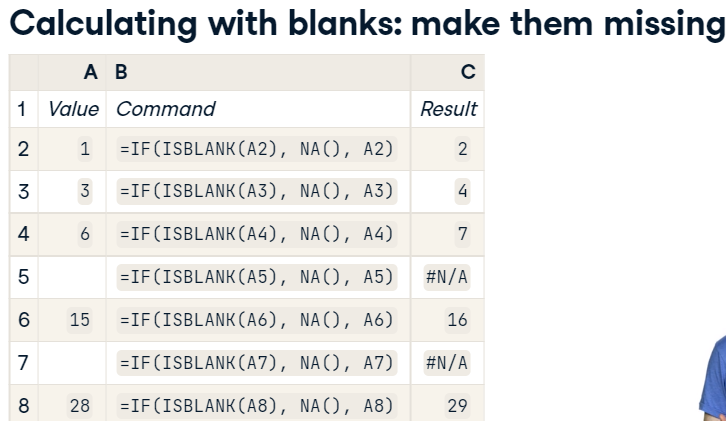 Calculating with blanks: make them missing
A B C
1 Value Command Result
2 1 =IF(ISBLANK(A2), NA(), A2) 2
3 3 =IF(ISBLANK(A3), NA(), A3) 4
4 6 =IF(ISBLANK(A4), NA(), A4) 7
5 =IF(ISBLANK(A5), NA(), A5) #N/A
6 15 =IF(ISBLANK(A6), NA(), A6) 16
7 =IF(ISBLANK(A7), NA(), A7) #N/A
8 28 =IF(ISBLANK(A8), NA(), A8) 29